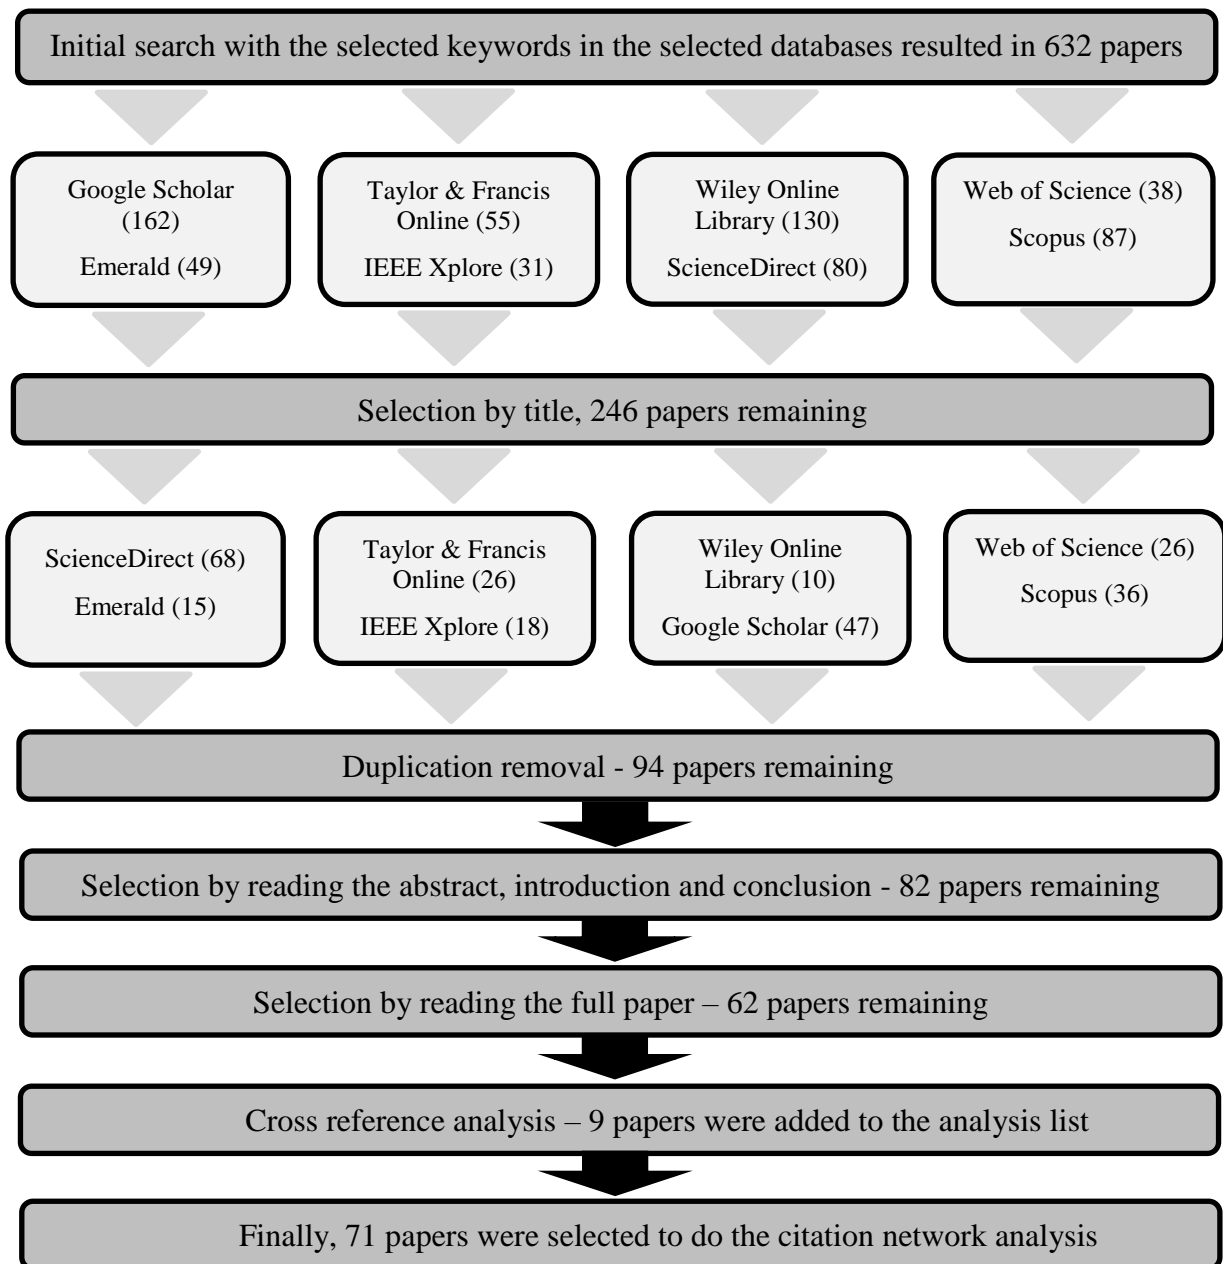 Initial search with the selected keywords in the selected databases resulted in 632 papers
Google Scholar
(162)
Emerald (49)
Taylor & Francis
Online (55)
IEEE Xplore (31)
Wiley Online
Library (130)
ScienceDirect (80)
Web of Science (38)
Scopus (87)
Selection by title, 246 papers remaining
ScienceDirect (68)
Emerald (15)
Taylor & Francis
Online (26)
IEEE Xplore (18)
Wiley Online
Library (10)
Google Scholar (47)
Web of Science (26)
Scopus (36)
Duplication removal - 94 papers remaining
Selection by reading the abstract, introduction and conclusion - 82 papers remaining
Selection by reading the full paper – 62 papers remaining
Cross reference analysis – 9 papers were added to the analysis list
Finally, 71 papers were selected to do the citation network analysis